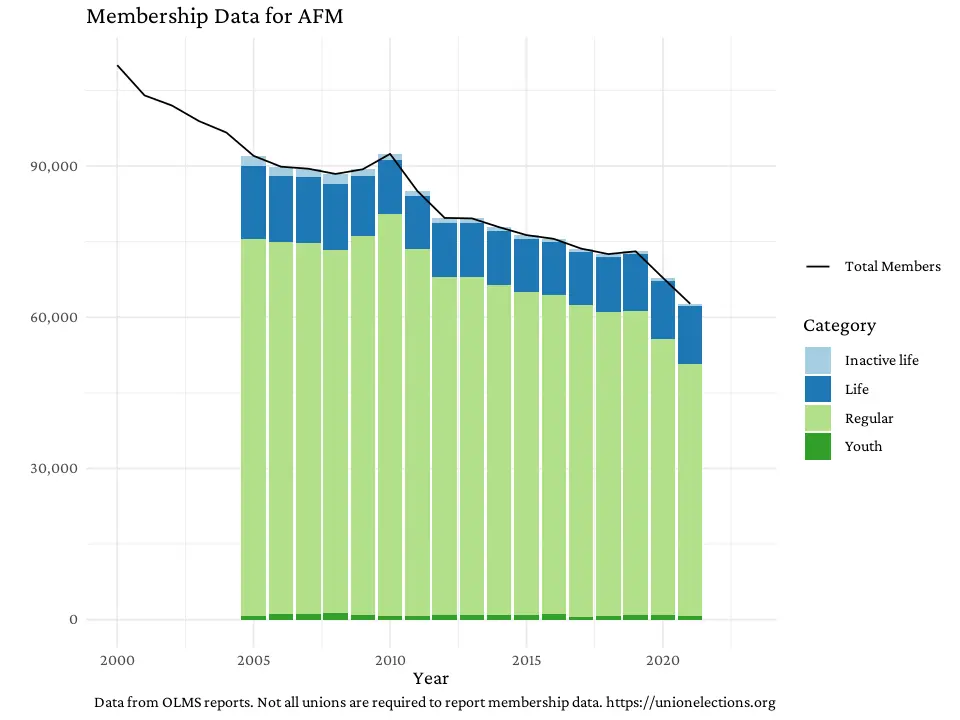 Membership Data for AFM
90,000
60,000
30,000
0
2000 2005 2010 2015 2020
Year
Total Members
Category
Inactive life
Life
Regular
Youth
Data from OLMS reports. Not all unions are required to report membership data. https://unionelections.org